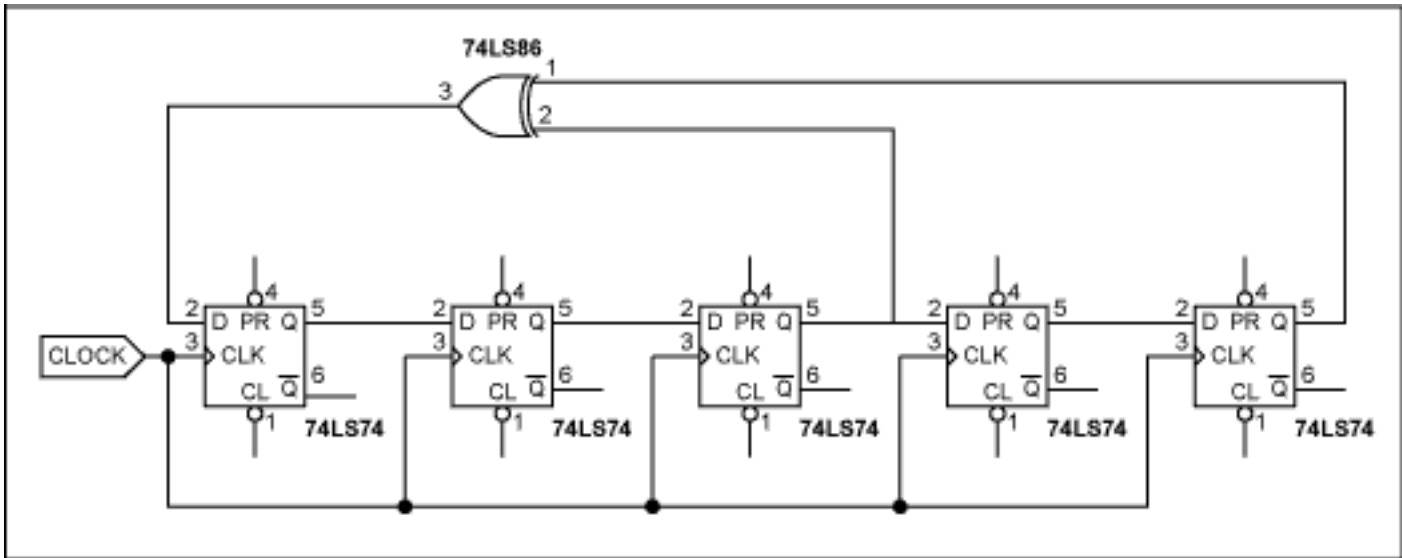 74LS86
1
3
2
4 4 4 4 4
2 5 2 5 2 5 2 5 2 5
D PR Q D PR Q D PR Q D PR Q D PR Q
3 3 3 3 3
CLOCK CLK CLK CLK CLK CLK
6 6 6 6 6
CL Q̅ CL Q̅ CL Q̅ CL Q̅ CL Q̅
1 1 1 1 1
74LS74 74LS74 74LS74 74LS74 74LS74